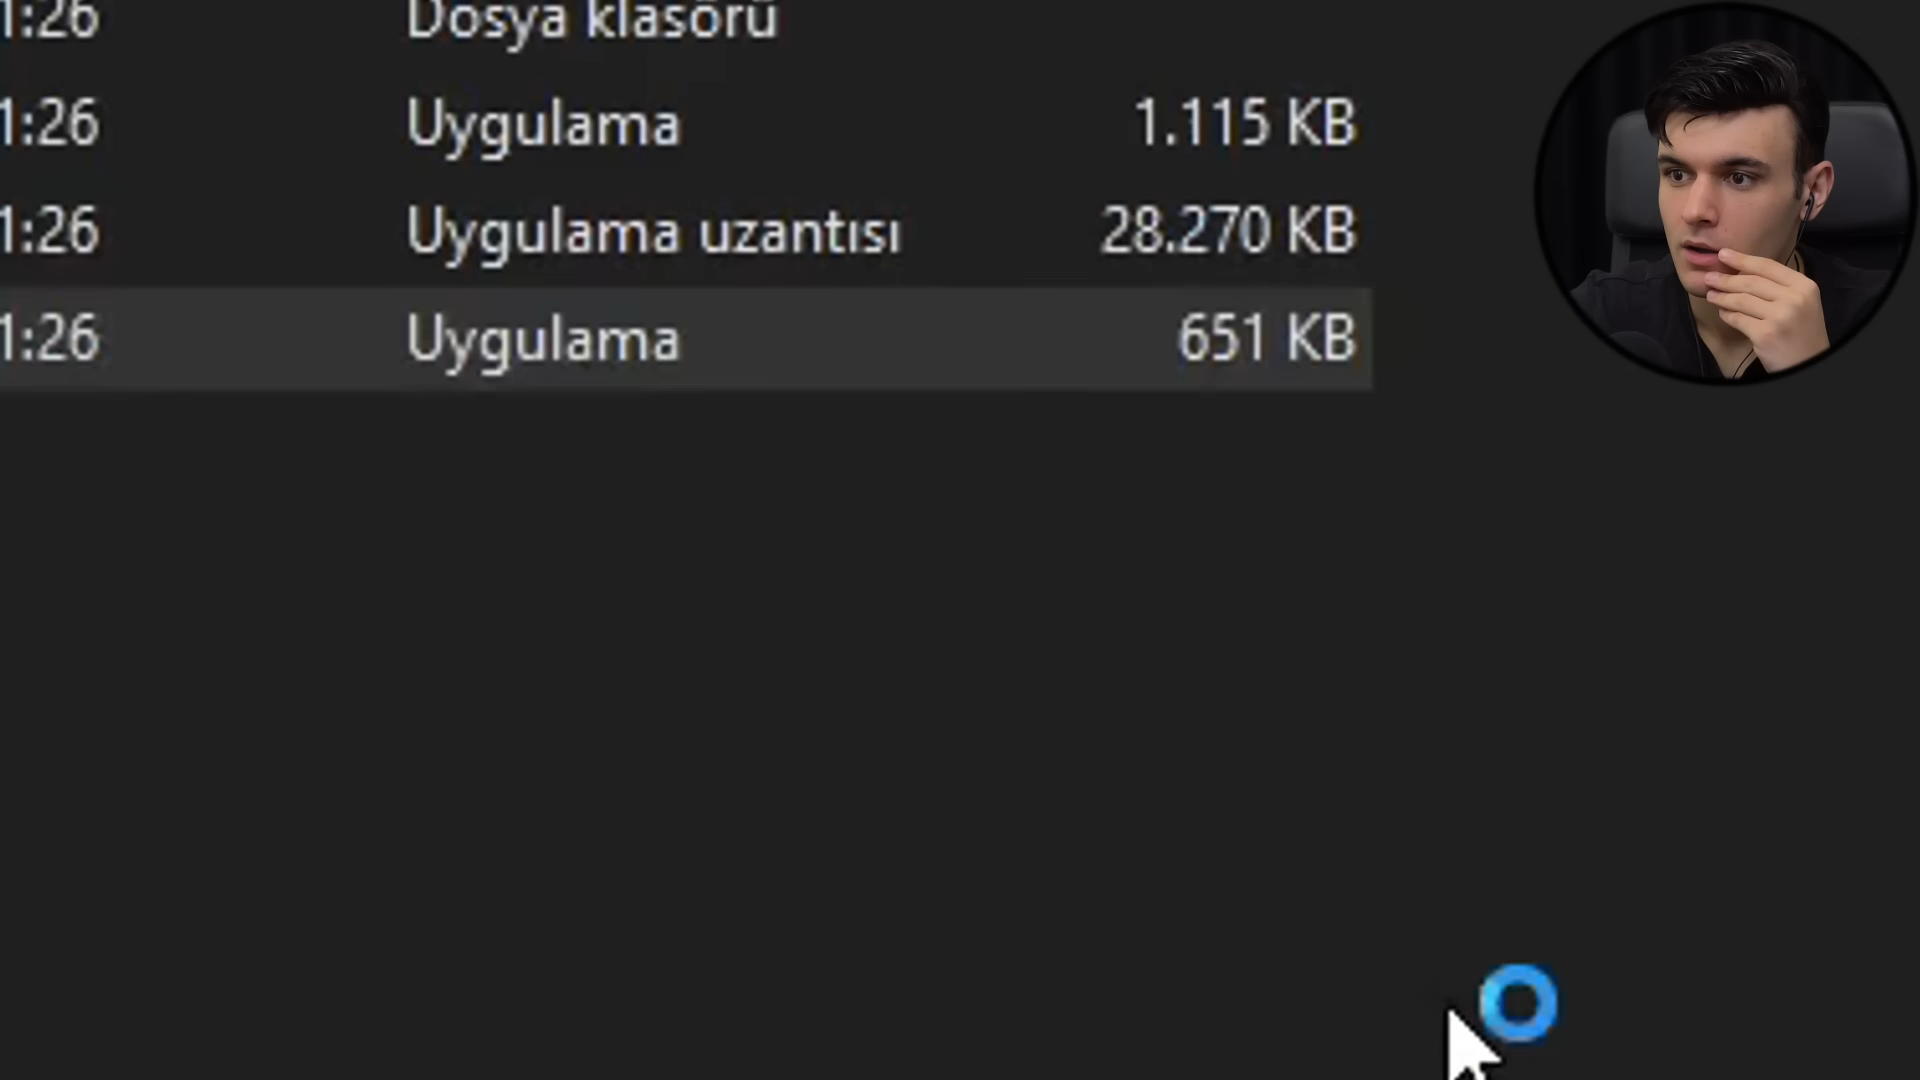 1:26 Dosya klasörü
1:26 Uygulama 1.115 KB
1:26 Uygulama uzantısı 28.270 KB
1:26 Uygulama 651 KB